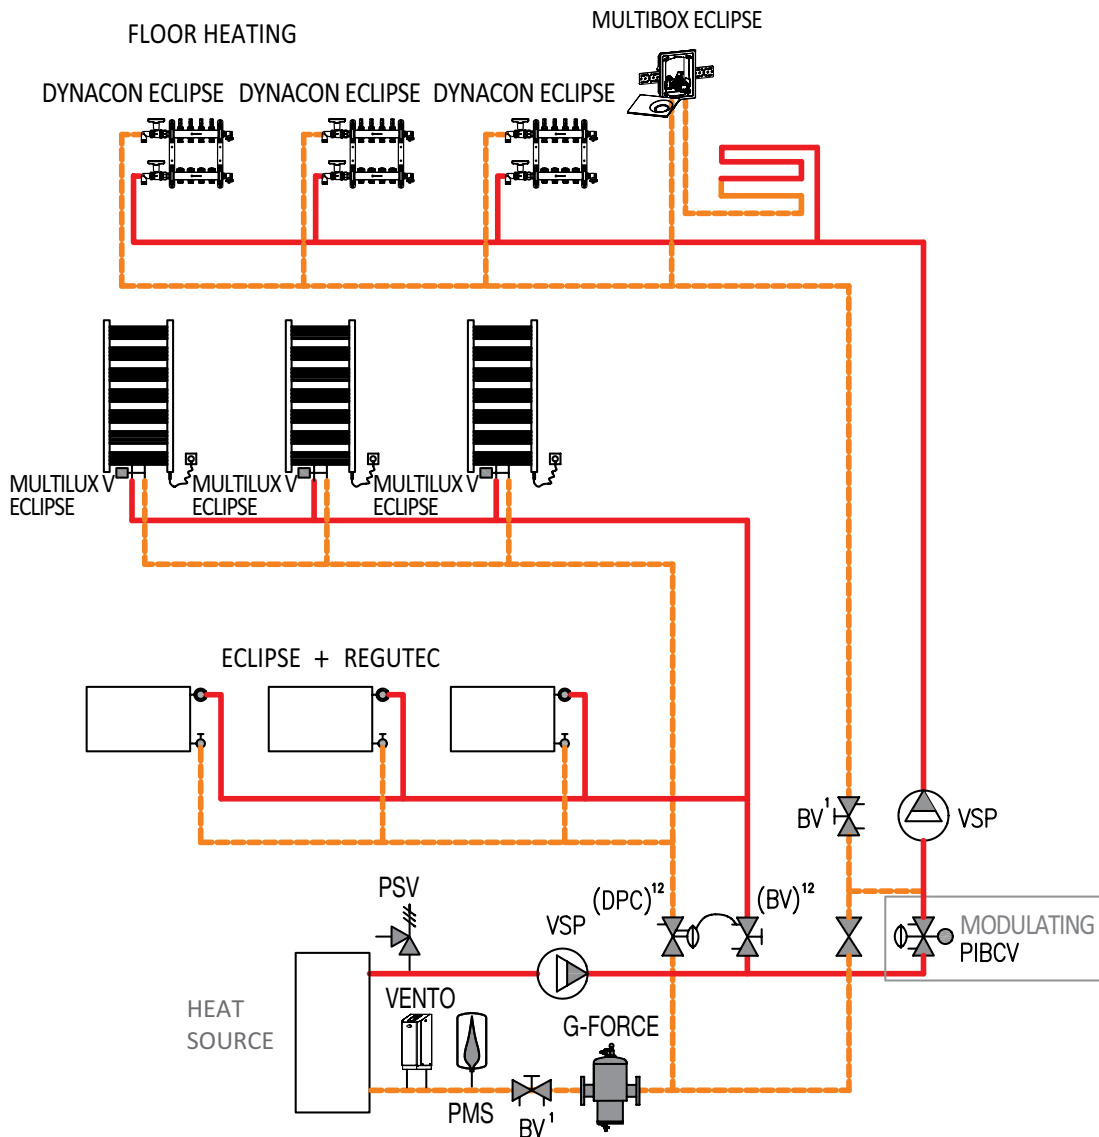 MULTIBOX ECLIPSE
FLOOR HEATING
DYNACON ECLIPSE DYNACON ECLIPSE DYNACON ECLIPSE
MULTILUX V
ECLIPSE
MULTILUX V
ECLIPSE
MULTILUX V
ECLIPSE
ECLIPSE + REGUTEC
BV¹
VSP
PSV
(DPC)¹²
(BV)¹²
VSP
MODULATING
PIBCV
HEAT
SOURCE
VENTO
G-FORCE
PMS
BV¹